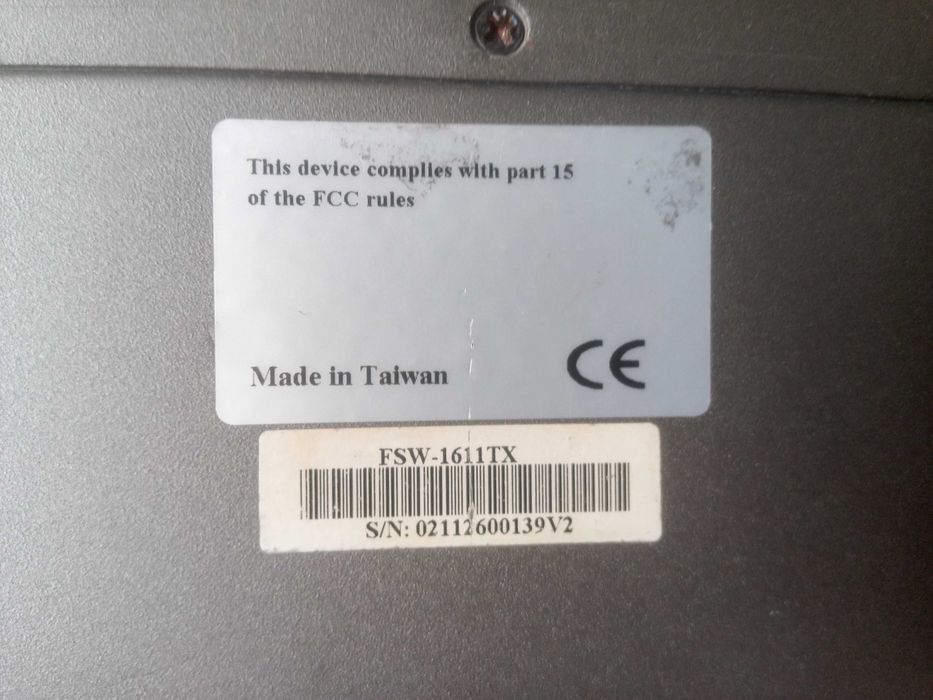 This device complies with part 15
of the FCC rules
Made in Taiwan
CE
FSW-1611TX
S/N: 02112600139V2